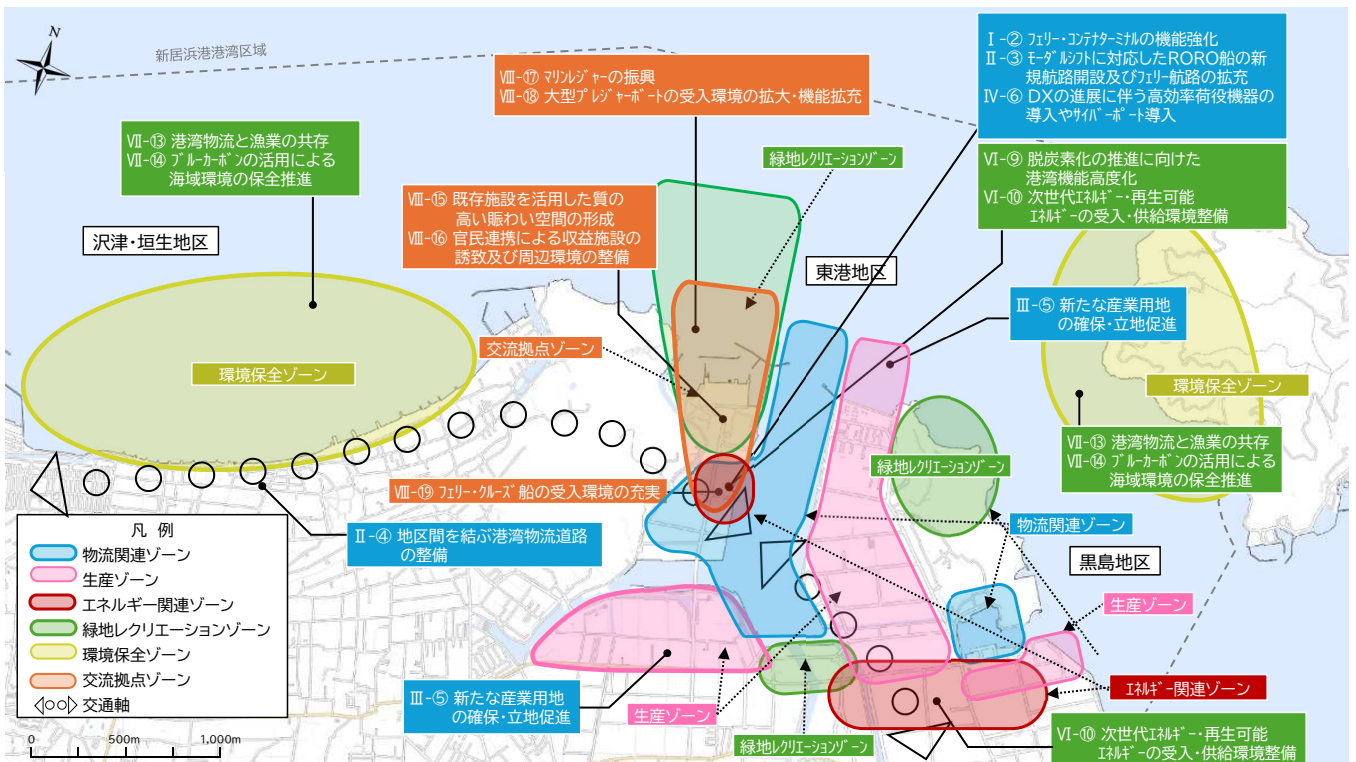 N
新居浜港港湾区域
Ⅶ-⑬ 港湾物流と漁業の共存
Ⅶ-⑭ ブルーカーボンの活用による
海域環境の保全推進
沢津・垣生地区
Ⅷ-⑰ マリンレジャーの振興
Ⅷ-⑱ 大型プレジャーボートの受入環境の拡大・機能拡充
緑地レクリエーションゾーン
Ⅷ-⑮ 既存施設を活用した質の
高い賑わい空間の形成
Ⅷ-⑯ 官民連携による収益施設の
誘致及び周辺環境の整備
東港地区
Ⅰ-② フェリー・コンテナターミナルの機能強化
Ⅱ-③ モーダルシフトに対応したRORO船の新
規航路開設及びフェリー航路の拡充
Ⅳ-⑥ DXの進展に伴う高効率荷役機器の
導入やサイバーポート導入
Ⅵ-⑨ 脱炭素化の推進に向けた
港湾機能高度化
Ⅵ-⑩ 次世代エネルギー・再生可能
エネルギーの受入・供給環境整備
Ⅲ-⑤ 新たな産業用地
の確保・立地促進
交流拠点ゾーン
環境保全ゾーン
環境保全ゾーン
Ⅶ-⑬ 港湾物流と漁業の共存
Ⅶ-⑭ ブルーカーボンの活用による
海域環境の保全推進
緑地レクリエーションゾーン
Ⅷ-⑲ フェリー・クルーズ船の受入環境の充実
Ⅱ-④ 地区間を結ぶ港湾物流道路
の整備
物流関連ゾーン
黒島地区
生産ゾーン
凡 例
物流関連ゾーン
生産ゾーン
エネルギー関連ゾーン
緑地レクリエーションゾーン
環境保全ゾーン
交流拠点ゾーン
交通軸
0 500m 1,000m
Ⅲ-⑤ 新たな産業用地
の確保・立地促進
生産ゾーン
緑地レクリエーションゾーン
エネルギー関連ゾーン
Ⅵ-⑩ 次世代エネルギー・再生可能
エネルギーの受入・供給環境整備